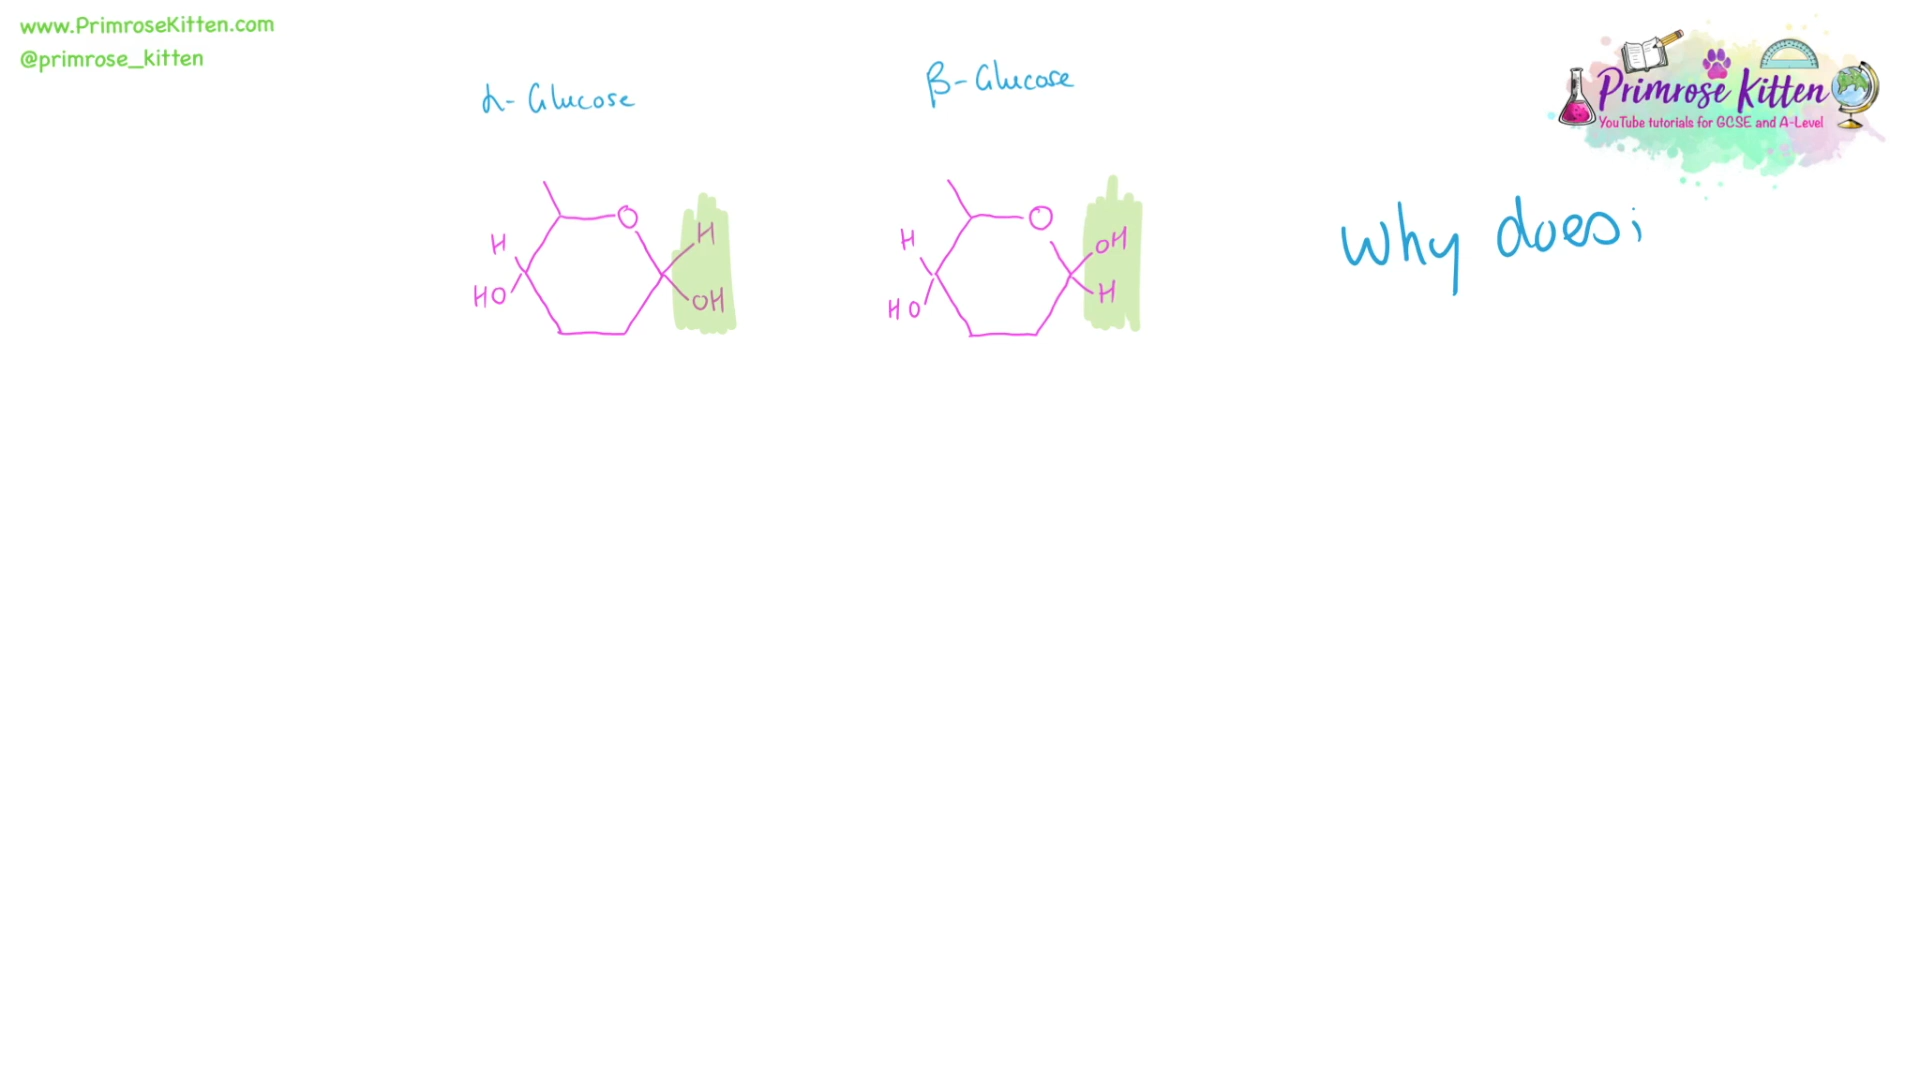 www.PrimroseKitten.com
@primrose_kitten
Primrose Kitten
YouTube tutorials for GCSE and A-Level
α- Glucose
β- Glucose
O
H
H
HO
OH
O
H
OH
HO
H
Why does;